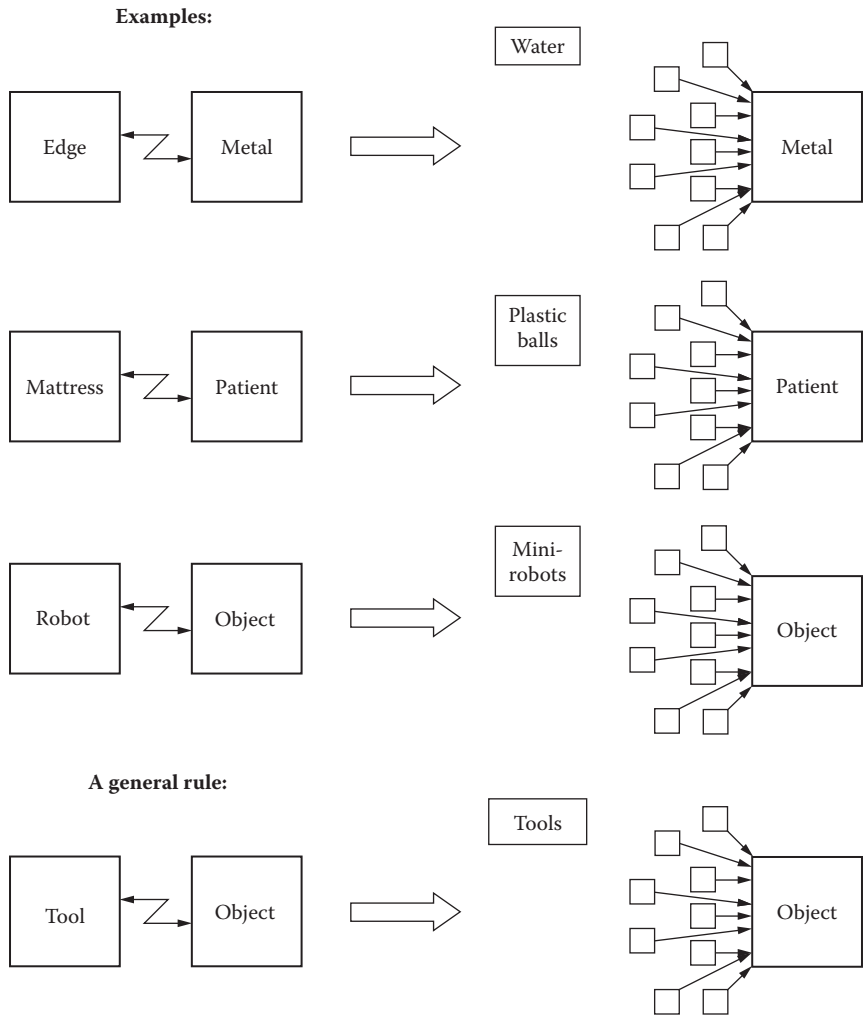 Examples:
Water
Edge
Metal
Metal
Plastic
balls
Mattress
Patient
Patient
Mini-
robots
Robot
Object
Object
A general rule:
Tools
Tool
Object
Object